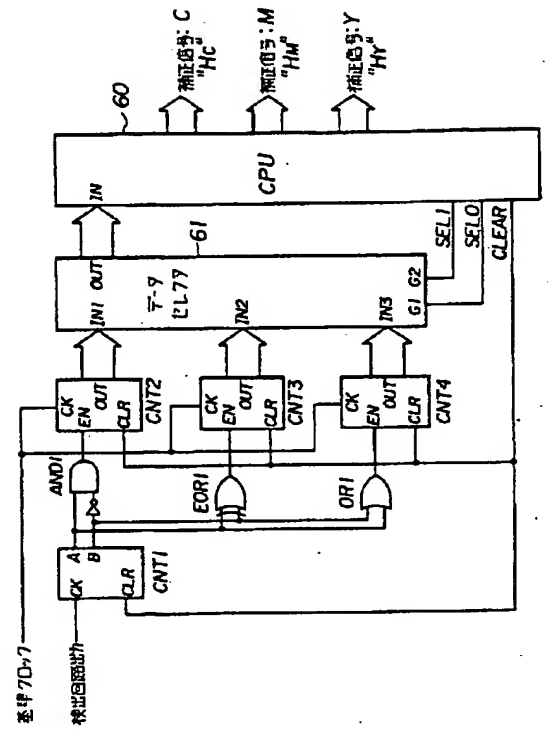 基準クロック
検出回路出力
CK
A
B
CLR
CNT1
AND1
EOR1
OR1
CK
EN
OUT
CLR
CNT2
CK
EN
OUT
CLR
CNT3
CK
EN
OUT
CLR
CNT4
IN1
OUT
データ
セレクタ
IN2
IN3
G1
G2
61
IN
CPU
60
SEL1
SEL0
CLEAR
補正信号:C
"HC"
補正信号:M
"HM"
補正信号:Y
"HY"